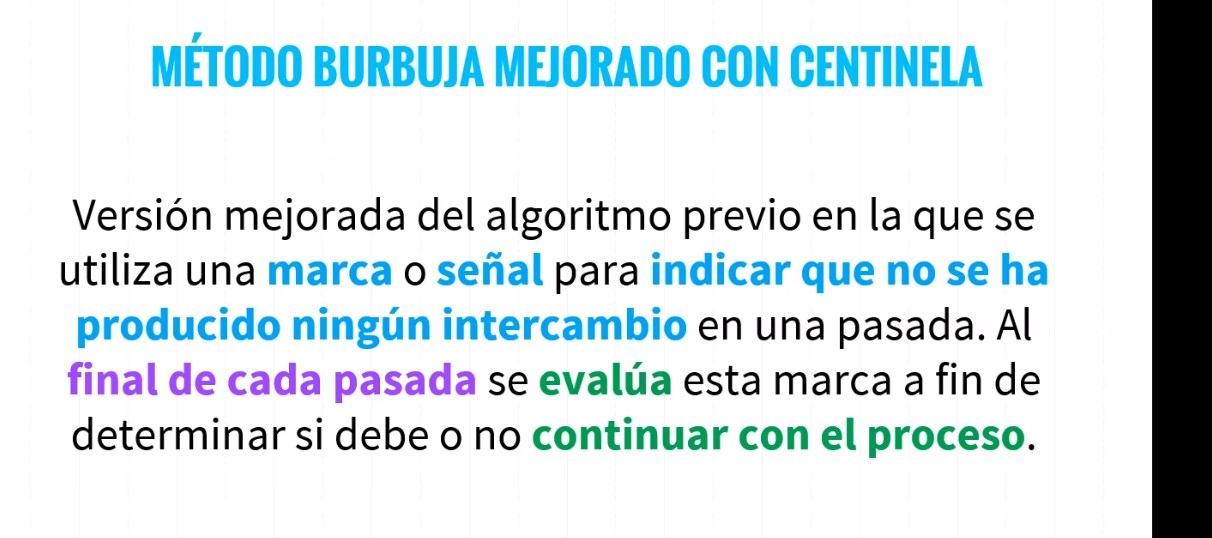 MÉTODO BURBUJA MEJORADO CON CENTINELA
Versión mejorada del algoritmo previo en la que se
utiliza una marca o señal para indicar que no se ha
producido ningún intercambio en una pasada. Al
final de cada pasada se evalúa esta marca a fin de
determinar si debe o no continuar con el proceso.